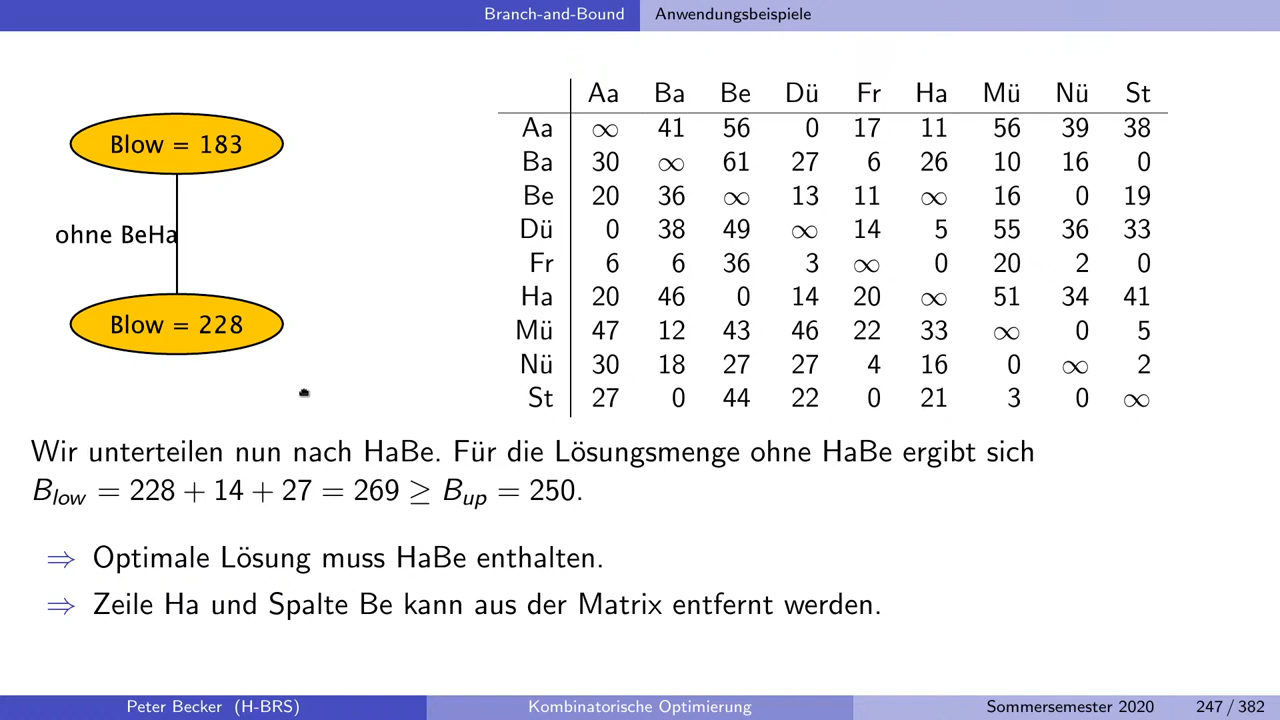 Branch-and-Bound Anwendungsbeispiele
Blow = 183
ohne BeHa
Blow = 228
Aa Ba Be Dü Fr Ha Mü Nü St
Aa ∞ 41 56 0 17 11 56 39 38
Ba 30 ∞ 61 27 6 26 10 16 0
Be 20 36 ∞ 13 11 ∞ 16 0 19
Dü 0 38 49 ∞ 14 5 55 36 33
Fr 6 6 36 3 ∞ 0 20 2 0
Ha 20 46 0 14 20 ∞ 51 34 41
Mü 47 12 43 46 22 33 ∞ 0 5
Nü 30 18 27 27 4 16 0 ∞ 2
St 27 0 44 22 0 21 3 0 ∞
Wir unterteilen nun nach HaBe. Für die Lösungsmenge ohne HaBe ergibt sich
B_low = 228 + 14 + 27 = 269 ≥ B_up = 250.
⇒ Optimale Lösung muss HaBe enthalten.
⇒ Zeile Ha und Spalte Be kann aus der Matrix entfernt werden.
Peter Becker (H-BRS) Kombinatorische Optimierung Sommersemester 2020 247 / 382